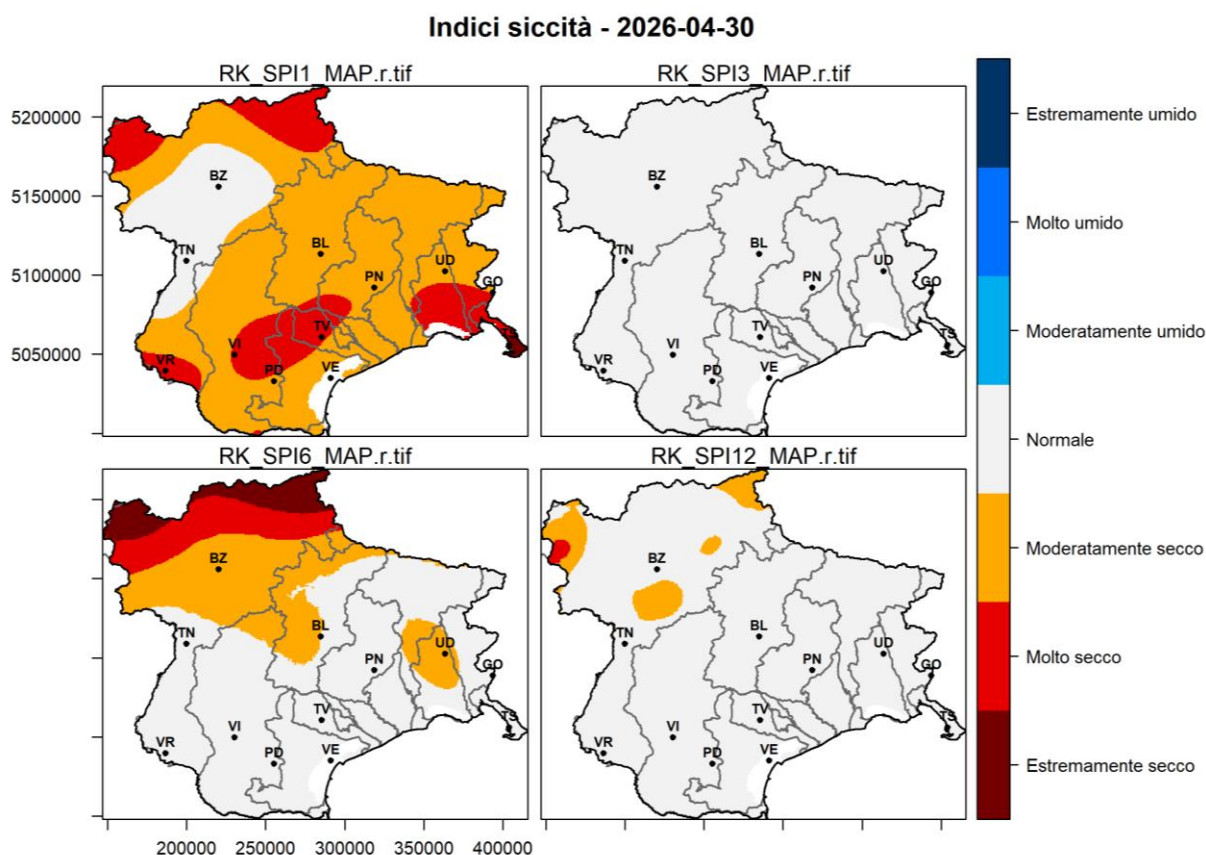 Indici siccità - 2026-04-30
RK_SPI1_MAP.r.tif
RK_SPI3_MAP.r.tif
5200000
5150000
5100000
5050000
BZ
TN
BL
UD
PN
GO
TS
TV
VI
VR
PD
VE
BZ
TN
BL
UD
PN
GO
TS
TV
VI
VR
PD
VE
RK_SPI6_MAP.r.tif
RK_SPI12_MAP.r.tif
BZ
TN
BL
UD
PN
GO
TS
TV
VI
VR
PD
VE
BZ
TN
BL
UD
PN
GO
TS
TV
VI
VR
PD
VE
200000 250000 300000 350000 400000
Estremamente umido
Molto umido
Moderatamente umido
Normale
Moderatamente secco
Molto secco
Estremamente secco